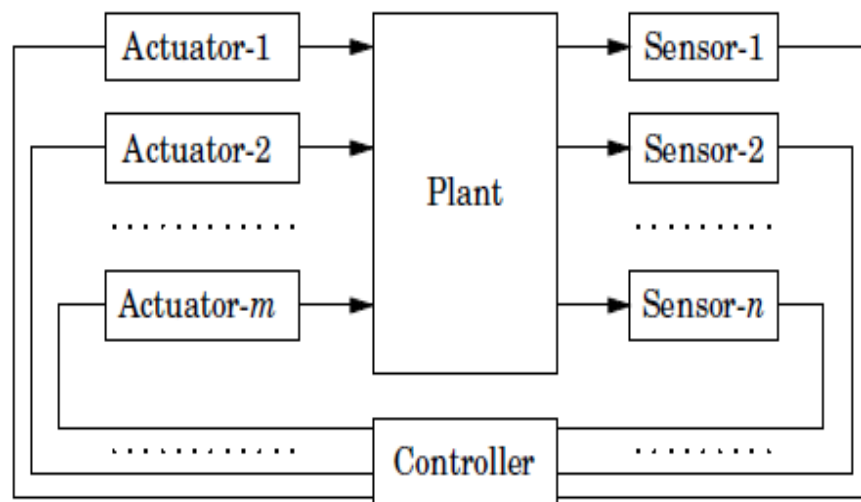 Actuator-1
Sensor-1
Actuator-2
Sensor-2
Plant
Actuator-m
Sensor-n
Controller